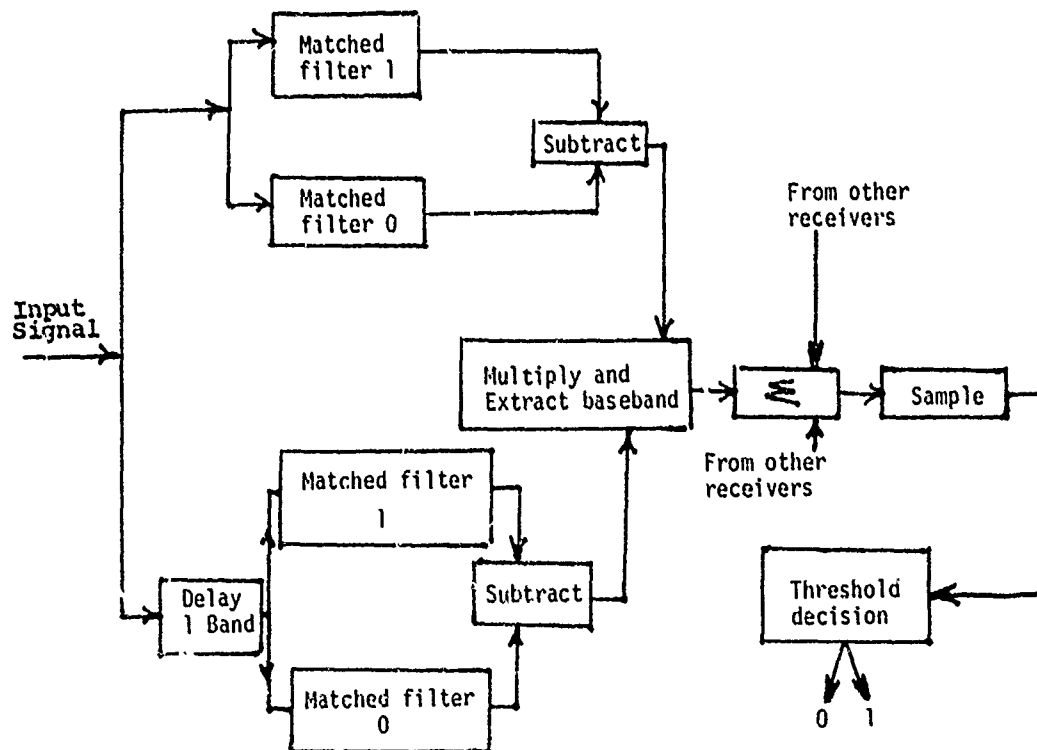 Matched
filter 1
Subtract
Matched
filter 0
From other
receivers
Input
Signal
Multiply and
Extract baseband
Σ
Sample
From other
receivers
Matched filter
1
Delay
1 Band
Subtract
Threshold
decision
Matched filter
0
0 1